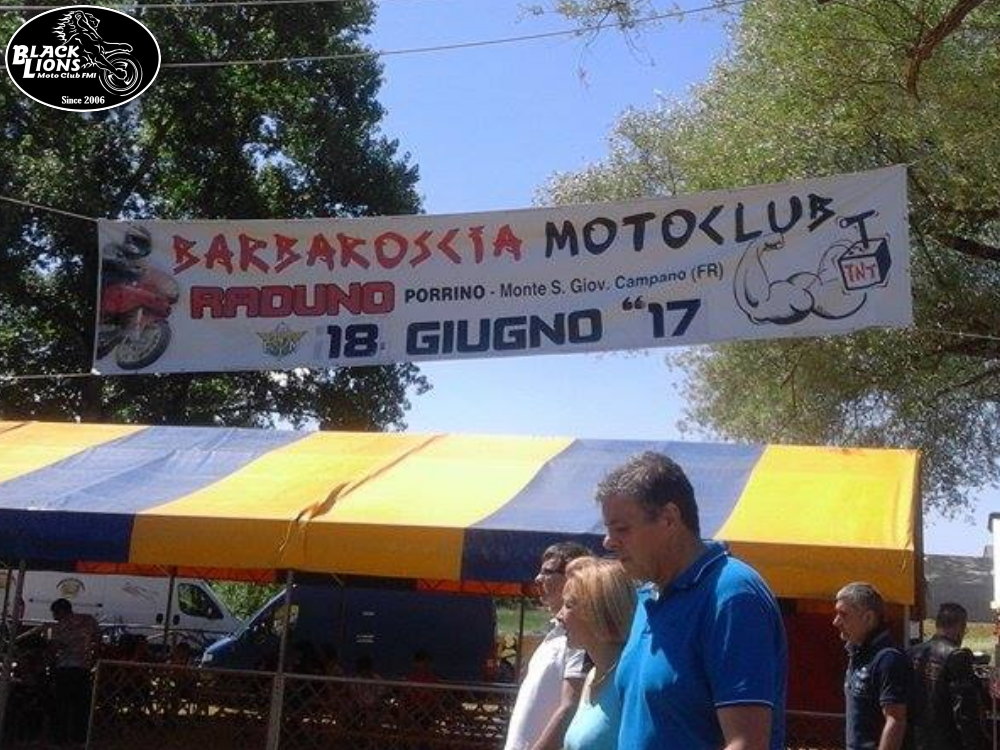 BLACK
LIONS
Moto Club FMI
Since 2006
BARBAROSCIA MOTOCLUB
RADUNO PORRINO - Monte S. Giov. Campano (FR)
TNT
18 GIUGNO “17